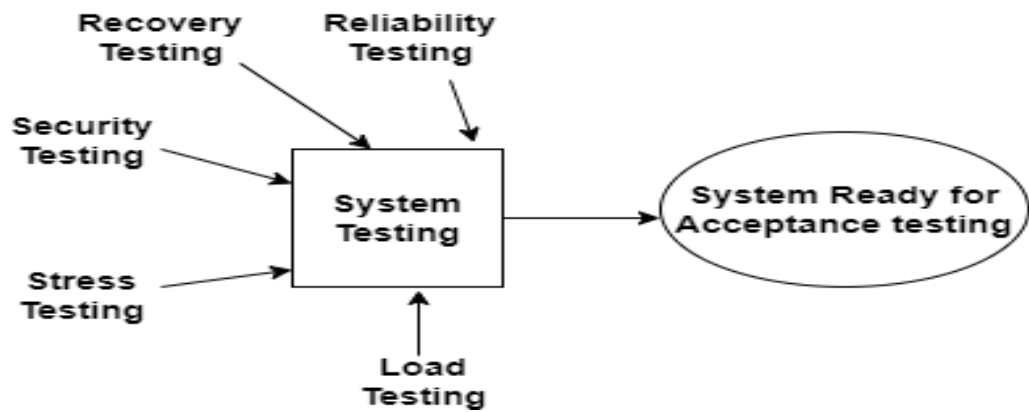 Recovery
Testing
Reliability
Testing
Security
Testing
System
Testing
System Ready for
Acceptance testing
Stress
Testing
Load
Testing